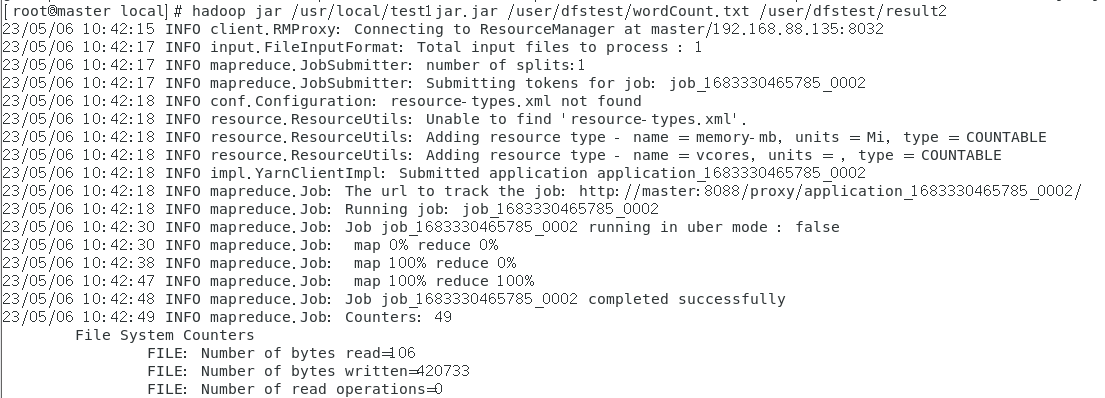 [root@master local]# hadoop jar /usr/local/test1jar.jar /user/dfstest/wordCount.txt /user/dfstest/result2
23/05/06 10:42:15 INFO client.RMProxy: Connecting to ResourceManager at master/192.168.88.135:8032
23/05/06 10:42:17 INFO input.FileInputFormat: Total input files to process : 1
23/05/06 10:42:17 INFO mapreduce.JobSubmitter: number of splits:1
23/05/06 10:42:17 INFO mapreduce.JobSubmitter: Submitting tokens for job: job_1683330465785_0002
23/05/06 10:42:18 INFO conf.Configuration: resource-types.xml not found
23/05/06 10:42:18 INFO resource.ResourceUtils: Unable to find 'resource-types.xml'.
23/05/06 10:42:18 INFO resource.ResourceUtils: Adding resource type - name = memory-mb, units = Mi, type = COUNTABLE
23/05/06 10:42:18 INFO resource.ResourceUtils: Adding resource type - name = vcores, units = , type = COUNTABLE
23/05/06 10:42:18 INFO impl.YarnClientImpl: Submitted application application_1683330465785_0002
23/05/06 10:42:18 INFO mapreduce.Job: The url to track the job: http://master:8088/proxy/application_1683330465785_0002/
23/05/06 10:42:18 INFO mapreduce.Job: Running job: job_1683330465785_0002
23/05/06 10:42:30 INFO mapreduce.Job: Job job_1683330465785_0002 running in uber mode : false
23/05/06 10:42:30 INFO mapreduce.Job:  map 0% reduce 0%
23/05/06 10:42:38 INFO mapreduce.Job:  map 100% reduce 0%
23/05/06 10:42:47 INFO mapreduce.Job:  map 100% reduce 100%
23/05/06 10:42:48 INFO mapreduce.Job: Job job_1683330465785_0002 completed successfully
23/05/06 10:42:49 INFO mapreduce.Job: Counters: 49
File System Counters
FILE: Number of bytes read=106
FILE: Number of bytes written=420733
FILE: Number of read operations=0